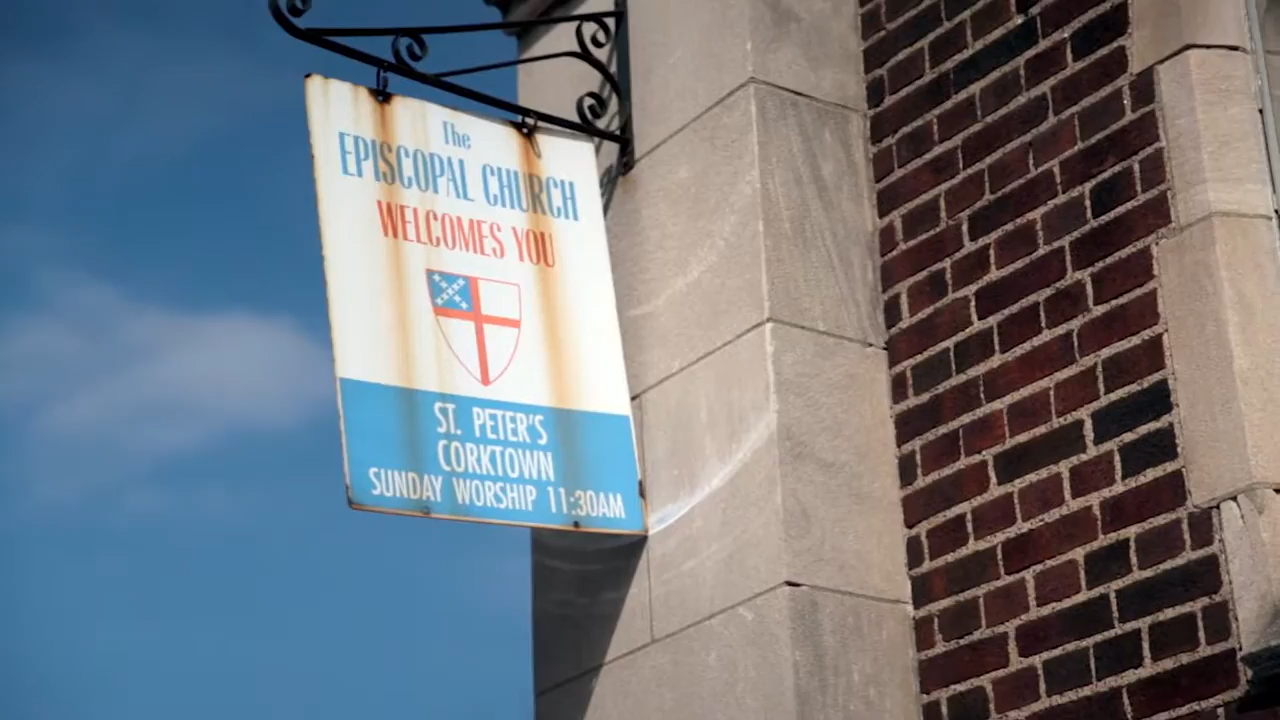 The
EPISCOPAL CHURCH
WELCOMES YOU
ST. PETER'S
CORKTOWN
SUNDAY WORSHIP 11:30AM